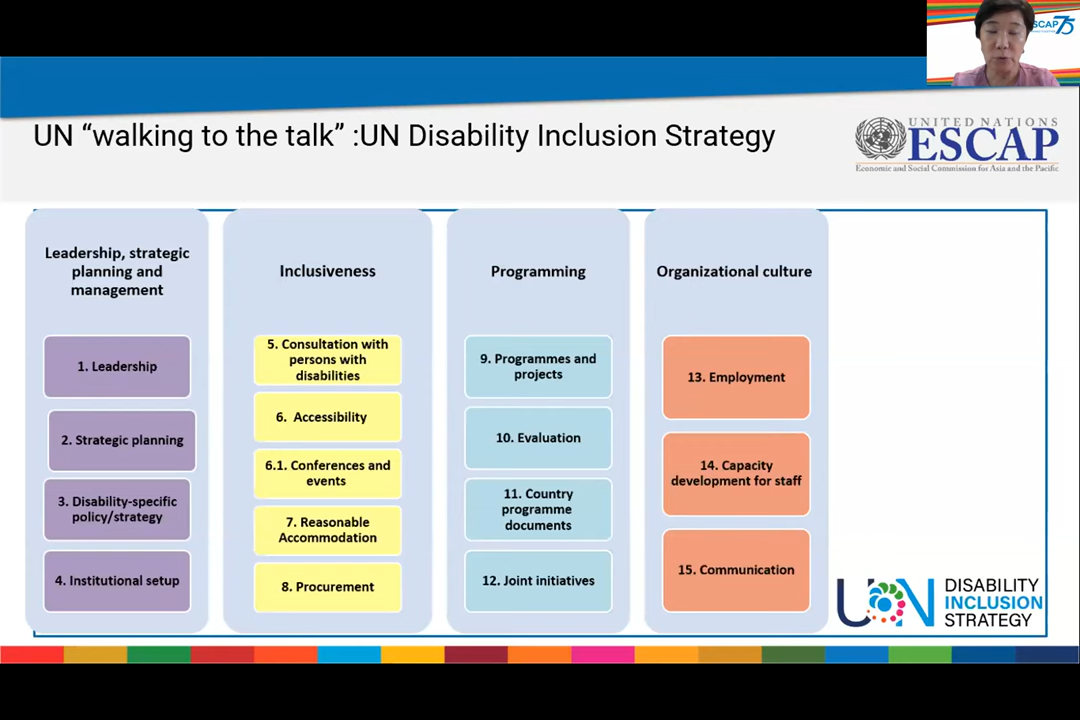 SCAP75
UN “walking to the talk” :UN Disability Inclusion Strategy
UNITED NATIONS
ESCAP
Economic and Social Commission for Asia and the Pacific
Leadership, strategic
planning and
management
1. Leadership
2. Strategic planning
3. Disability-specific
policy/strategy
4. Institutional setup
Inclusiveness
5. Consultation with
persons with
disabilities
6. Accessibility
6.1. Conferences and
events
7. Reasonable
Accommodation
8. Procurement
Programming
9. Programmes and
projects
10. Evaluation
11. Country
programme
documents
12. Joint initiatives
Organizational culture
13. Employment
14. Capacity
development for staff
15. Communication
UN
DISABILITY
INCLUSION
STRATEGY